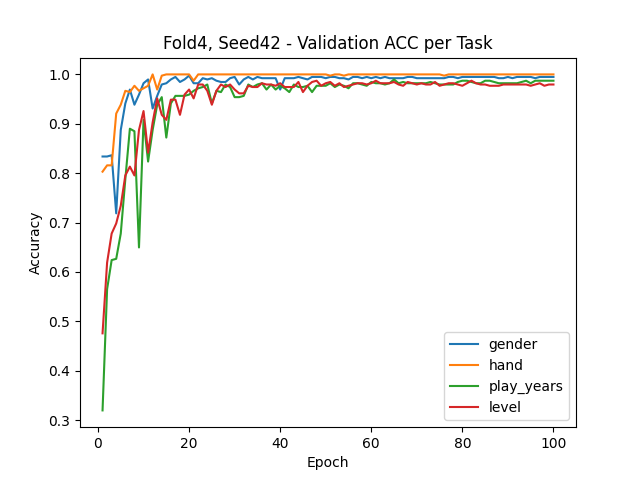 Fold4, Seed42 - Validation ACC per Task
Accuracy
1.0
0.9
0.8
0.7
0.6
0.5
0.4
0.3
gender
hand
play_years
level
0 20 40 60 80 100
Epoch